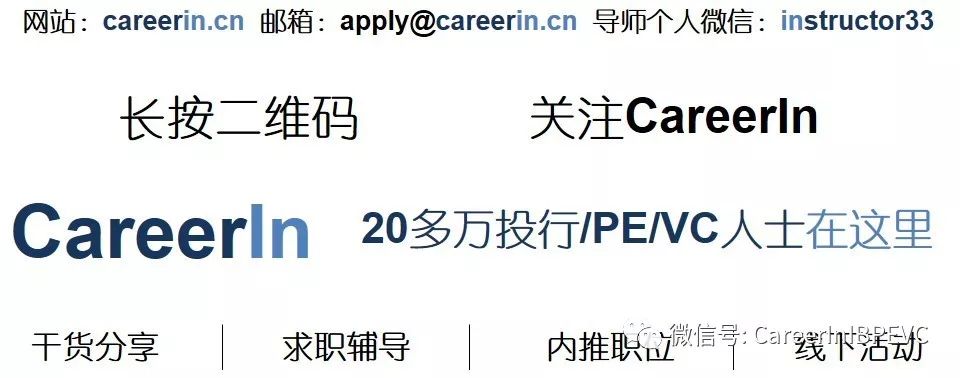 网站：careerin.cn 邮箱：apply@careerin.cn 导师个人微信：instructor33
长按二维码 关注CareerIn
CareerIn 20多万投行/PE/VC人士在这里
干货分享 求职辅导 内推职位 线下活动
微信号: CareerInIBPEVC